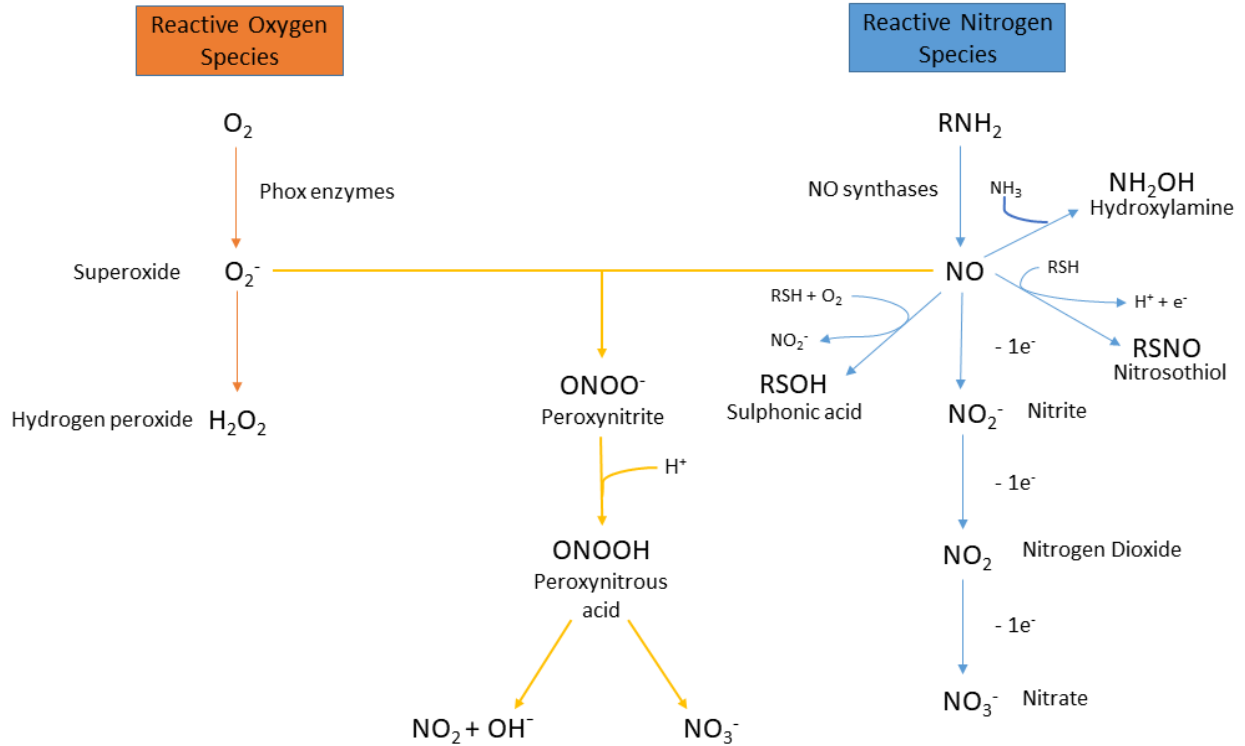 Reactive Oxygen
Species
Reactive Nitrogen
Species
O₂
RNH₂
Phox enzymes
NO synthases
NH₃
NH₂OH
Hydroxylamine
Superoxide
O₂⁻
NO
RSH
RSH + O₂
H⁺ + e⁻
NO₂⁻
- 1e⁻
RSNO
Nitrosothiol
ONOO⁻
Peroxynitrite
RSOH
Sulphonic acid
Hydrogen peroxide
H₂O₂
NO₂⁻
Nitrite
H⁺
- 1e⁻
ONOOH
Peroxynitrous
acid
NO₂
Nitrogen Dioxide
- 1e⁻
NO₂ + OH⁻
NO₃⁻
NO₃⁻
Nitrate